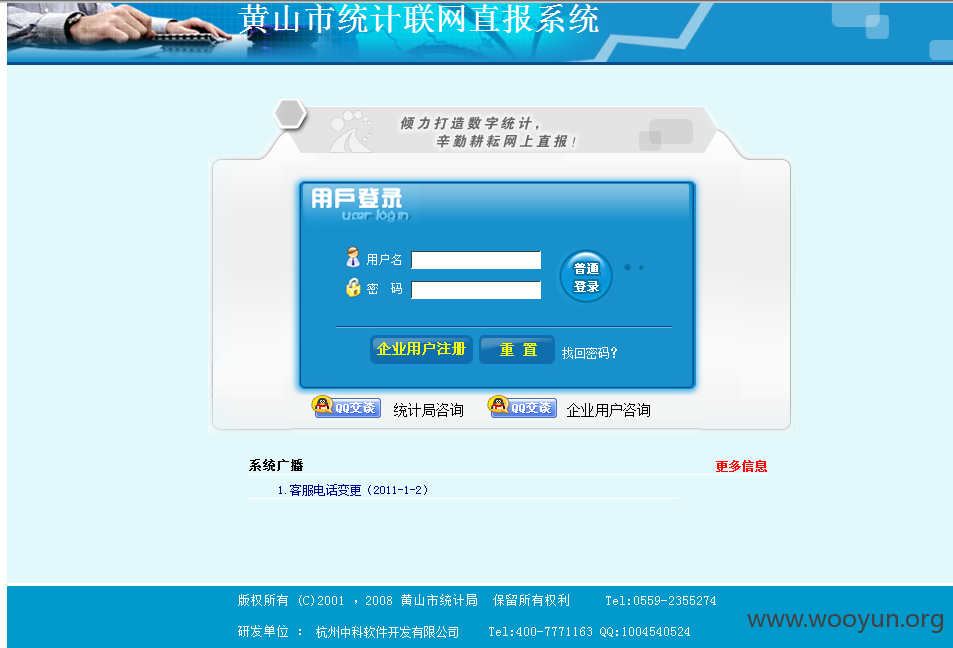 黄山市统计联网直报系统
倾力打造数字统计，
辛勤耕耘网上直报！
用戶登录
user login
用户名
普通
登录
密 码
企业用户注册 重 置 找回密码?
QQ交谈 统计局咨询 QQ交谈 企业用户咨询
系统广播 更多信息
1.客服电话变更（2011-1-2）
版权所有 (C)2001 ，2008 黄山市统计局 保留所有权利 Tel:0559-2355274
www.wooyun.org
研发单位 ： 杭州中科软件开发有限公司 Tel:400-7771163 QQ:1004540524